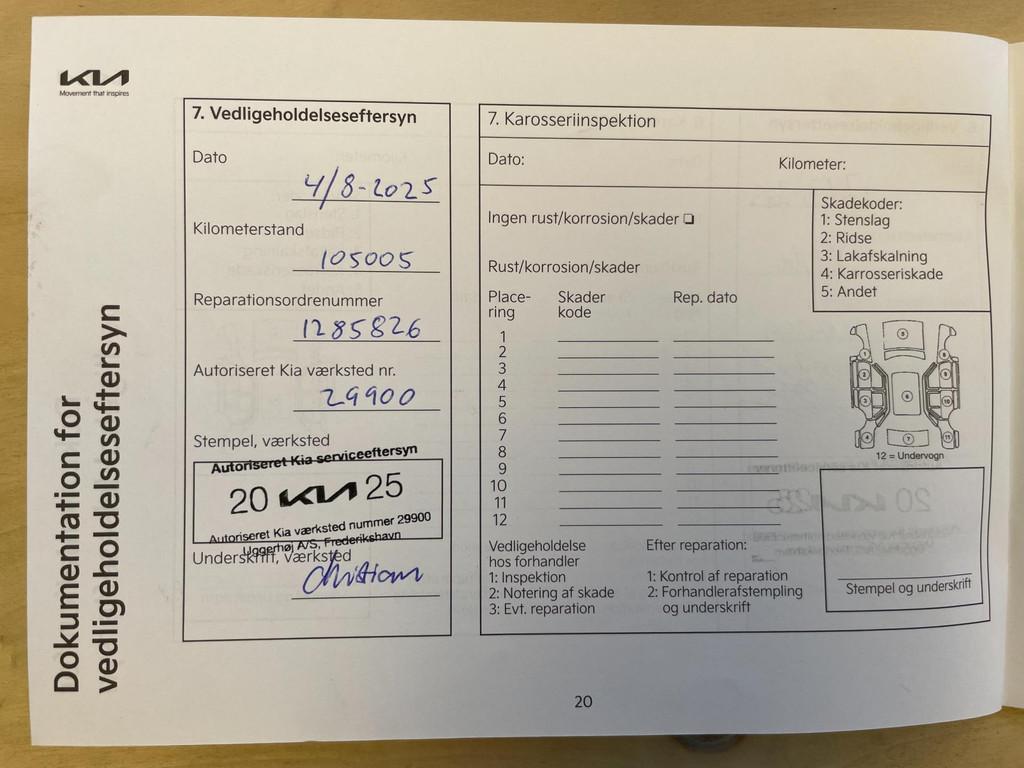 KIA
Movement that inspires
Dokumentation for
vedligeholdelseseftersyn
7. Vedligeholdelseseftersyn
Dato
4/8-2025
Kilometerstand
105005
Reparationsordrenummer
1285826
Autoriseret Kia værksted nr.
29900
Stempel, værksted
Autoriseret Kia serviceeftersyn
20 KIA 25
Autoriseret Kia værksted nummer 29900
Uggerhøj A/S, Frederikshavn
Underskrift, værksted
Christian
7. Karosseriinspektion
Dato:
Kilometer:
Ingen rust/korrosion/skader
Rust/korrosion/skader
Place-
ring
Skader
kode
Rep. dato
1
2
3
4
5
6
7
8
9
10
11
12
Skadekoder:
1: Stenslag
2: Ridse
3: Lakafskalning
4: Karrosseriskade
5: Andet
12 = Undervogn
Vedligeholdelse
hos forhandler
1: Inspektion
2: Notering af skade
3: Evt. reparation
Efter reparation:
1: Kontrol af reparation
2: Forhandlerafstempling
og underskrift
Stempel og underskrift
20